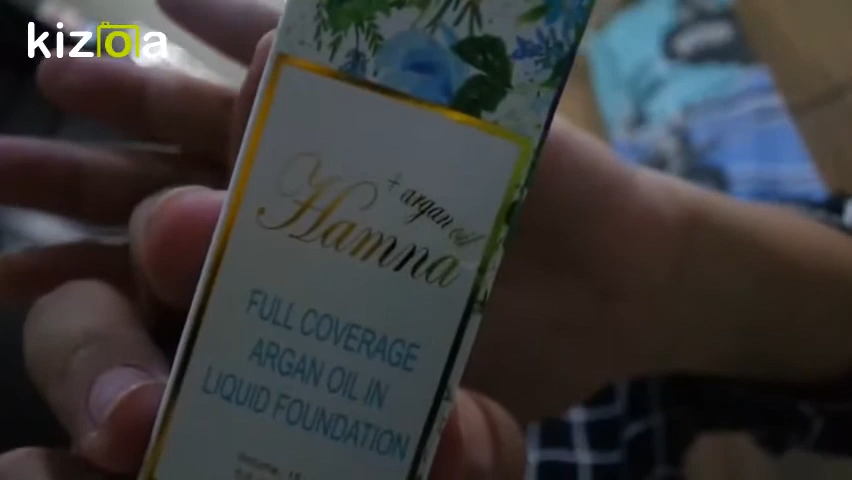 kizoa
+ argan oil
Hamna
FULL COVERAGE
ARGAN OIL IN
LIQUID FOUNDATION